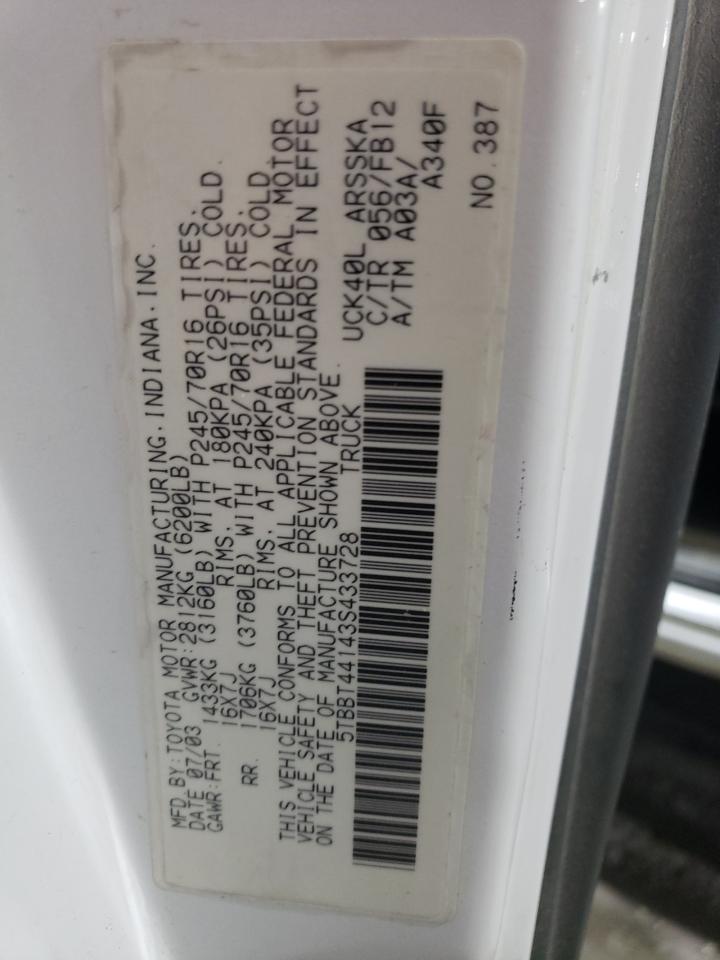 MFD.BY:TOYOTA MOTOR MANUFACTURING.INDIANA.INC.
DATE 07/03 GVWR:2812KG (6200LB)
GAWR:FRT. 1433KG (3160LB) WITH P245/70R16 TIRES.
16X7J RIMS. AT 180KPA (26PSI) COLD.
RR. 1706KG (3760LB) WITH P245/70R16 TIRES.
16X7J RIMS. AT 240KPA (35PSI) COLD.
THIS VEHICLE CONFORMS TO ALL APPLICABLE FEDERAL MOTOR
VEHICLE SAFETY AND THEFT PREVENTION STANDARDS IN EFFECT
ON THE DATE OF MANUFACTURE SHOWN ABOVE.
5TBBT44143S433728 TRUCK
UCK40L ARSSKA
C/TR 056/FB12
A/TM A03A/
A340F
NO.387